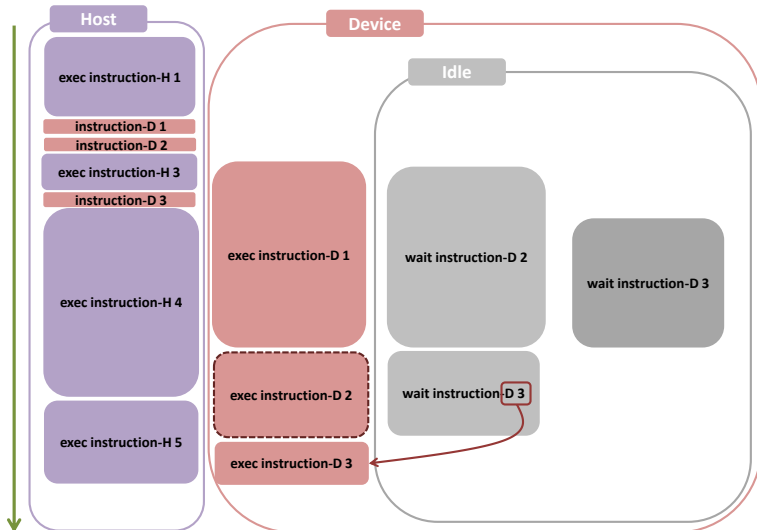 Host
Device
Idle
exec instruction-H 1
instruction-D 1
instruction-D 2
exec instruction-H 3
instruction-D 3
exec instruction-H 4
exec instruction-H 5
exec instruction-D 1
exec instruction-D 2
exec instruction-D 3
wait instruction-D 2
wait instruction-D 3
wait instruction-D 3